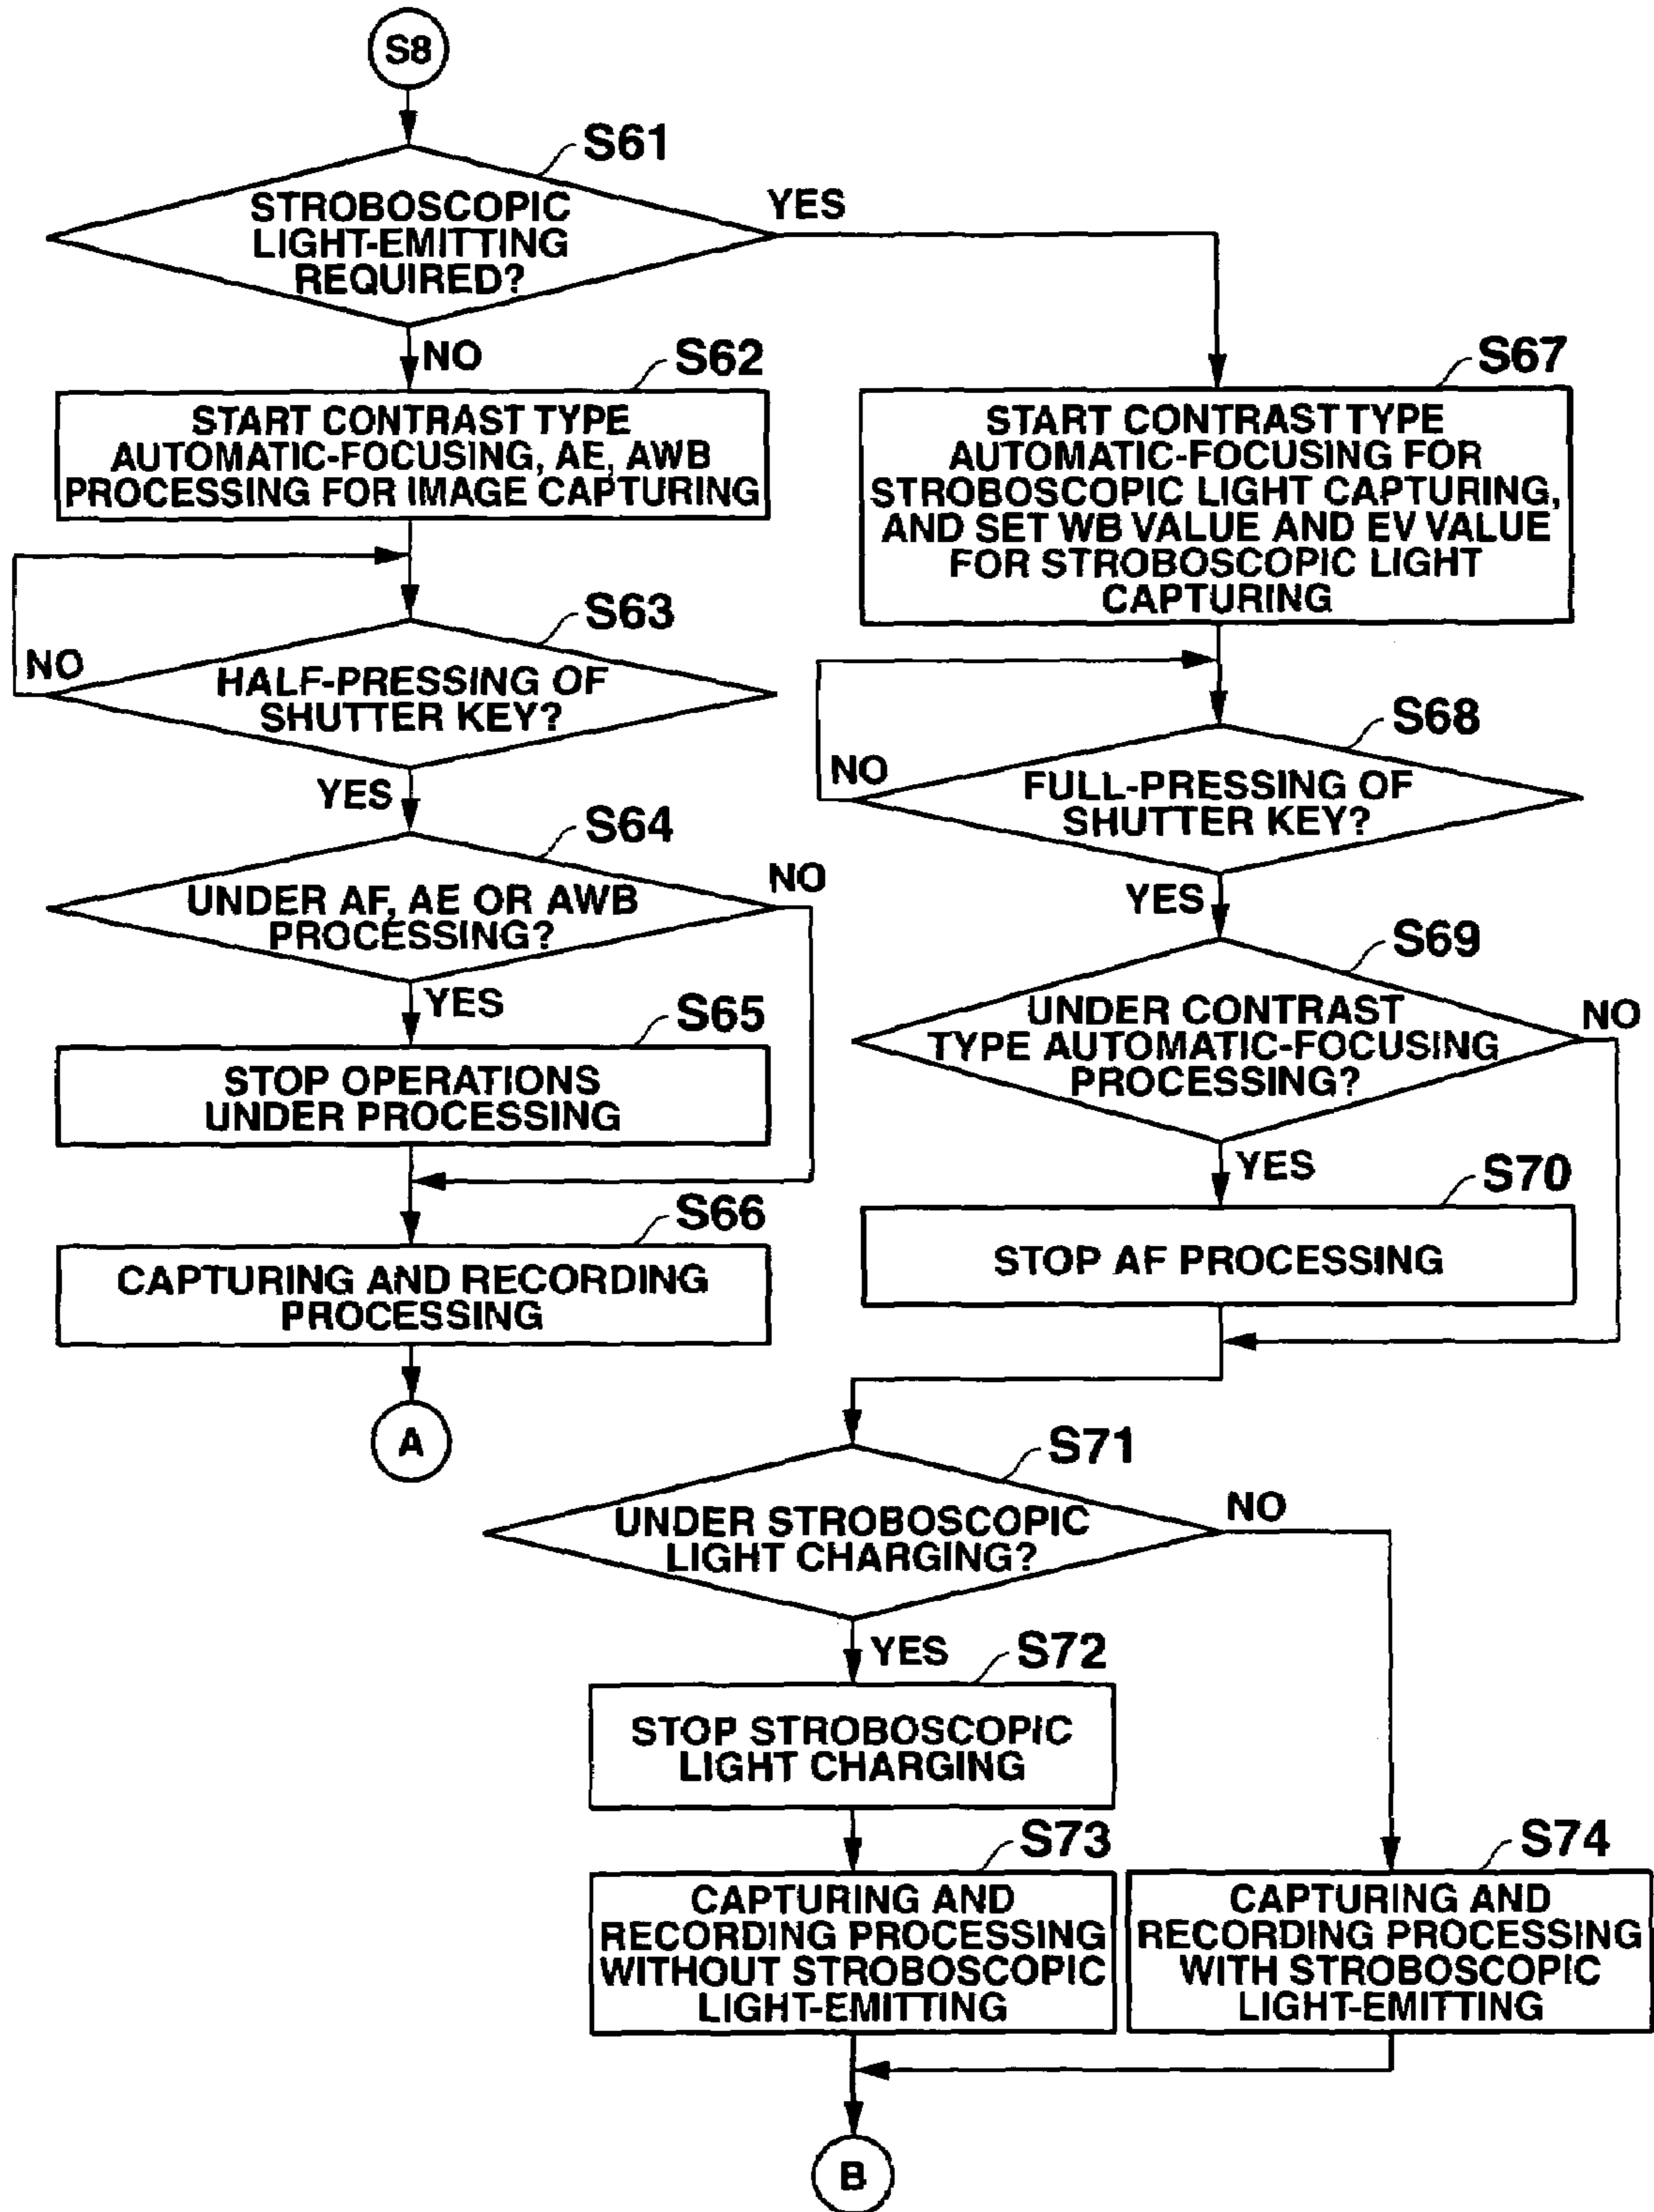 S8
S61
STROBOSCOPIC
LIGHT-EMITTING
REQUIRED?
YES
NO
S62
START CONTRAST TYPE
AUTOMATIC-FOCUSING, AE, AWB
PROCESSING FOR IMAGE CAPTURING
S63
NO
HALF-PRESSING OF
SHUTTER KEY?
YES
S64
NO
UNDER AF, AE OR AWB
PROCESSING?
YES
S65
STOP OPERATIONS
UNDER PROCESSING
S66
CAPTURING AND RECORDING
PROCESSING
A
S67
START CONTRAST TYPE
AUTOMATIC-FOCUSING FOR
STROBOSCOPIC LIGHT CAPTURING,
AND SET WB VALUE AND EV VALUE
FOR STROBOSCOPIC LIGHT
CAPTURING
S68
NO
FULL-PRESSING OF
SHUTTER KEY?
YES
S69
UNDER CONTRAST
TYPE AUTOMATIC-FOCUSING
PROCESSING?
NO
YES
S70
STOP AF PROCESSING
S71
UNDER STROBOSCOPIC
LIGHT CHARGING?
NO
YES
S72
STOP STROBOSCOPIC
LIGHT CHARGING
S73
CAPTURING AND
RECORDING PROCESSING
WITHOUT STROBOSCOPIC
LIGHT-EMITTING
S74
CAPTURING AND
RECORDING PROCESSING
WITH STROBOSCOPIC
LIGHT-EMITTING
B